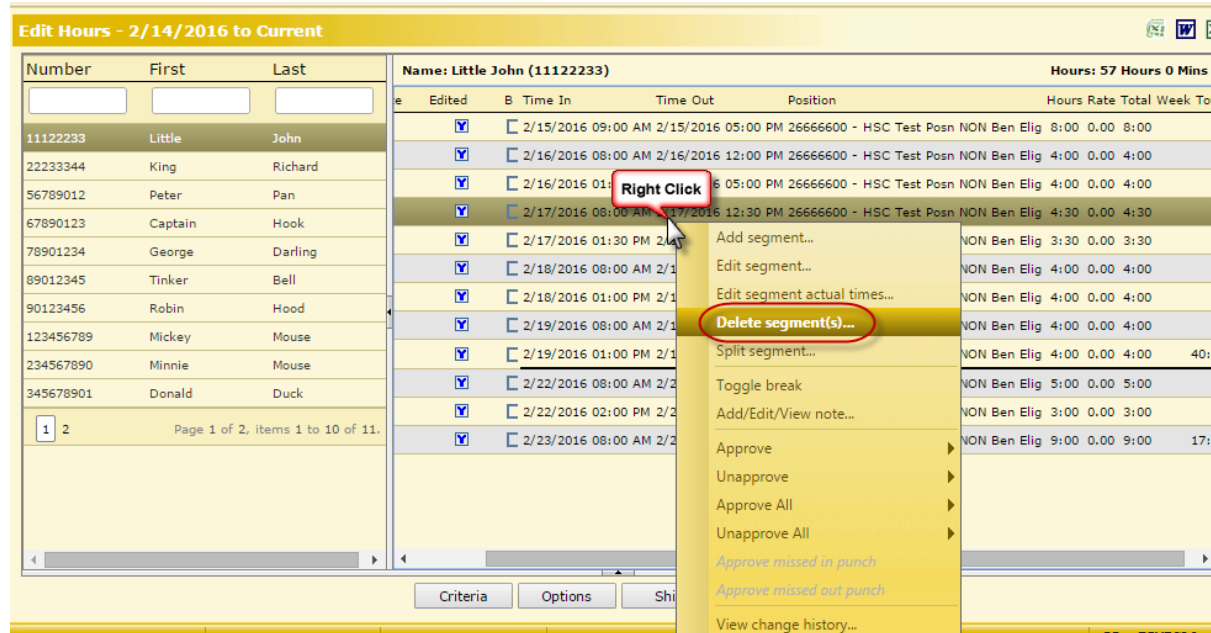 Edit Hours - 2/14/2016 to Current
Number First Last
11122233 Little John
22233344 King Richard
56789012 Peter Pan
67890123 Captain Hook
78901234 George Darling
89012345 Tinker Bell
90123456 Robin Hood
123456789 Mickey Mouse
234567890 Minnie Mouse
345678901 Donald Duck
1 2 Page 1 of 2, items 1 to 10 of 11.
Name: Little John (11122233) Hours: 57 Hours 0 Mins
e Edited B Time In Time Out Position Hours Rate Total Week To
Y 2/15/2016 09:00 AM 2/15/2016 05:00 PM 26666600 - HSC Test Posn NON Ben Elig 8:00 0.00 8:00
Y 2/16/2016 08:00 AM 2/16/2016 12:00 PM 26666600 - HSC Test Posn NON Ben Elig 4:00 0.00 4:00
Y 2/16/2016 01: 6 05:00 PM 26666600 - HSC Test Posn NON Ben Elig 4:00 0.00 4:00
Right Click
Y 2/17/2016 08:00 AM 2/17/2016 12:30 PM 26666600 - HSC Test Posn NON Ben Elig 4:30 0.00 4:30
Y 2/17/2016 01:30 PM 2/ NON Ben Elig 3:30 0.00 3:30
Y 2/18/2016 08:00 AM 2/1 NON Ben Elig 4:00 0.00 4:00
Y 2/18/2016 01:00 PM 2/1 NON Ben Elig 4:00 0.00 4:00
Y 2/19/2016 08:00 AM 2/1 NON Ben Elig 4:00 0.00 4:00
Y 2/19/2016 01:00 PM 2/1 NON Ben Elig 4:00 0.00 4:00 40:
Y 2/22/2016 08:00 AM 2/2 NON Ben Elig 5:00 0.00 5:00
Y 2/22/2016 02:00 PM 2/2 NON Ben Elig 3:00 0.00 3:00
Y 2/23/2016 08:00 AM 2/2 NON Ben Elig 9:00 0.00 9:00 17:
Add segment...
Edit segment...
Edit segment actual times...
Delete segment(s)...
Split segment...
Toggle break
Add/Edit/View note...
Approve
Unapprove
Approve All
Unapprove All
Approve missed in punch
Approve missed out punch
View change history...
Criteria Options Shi